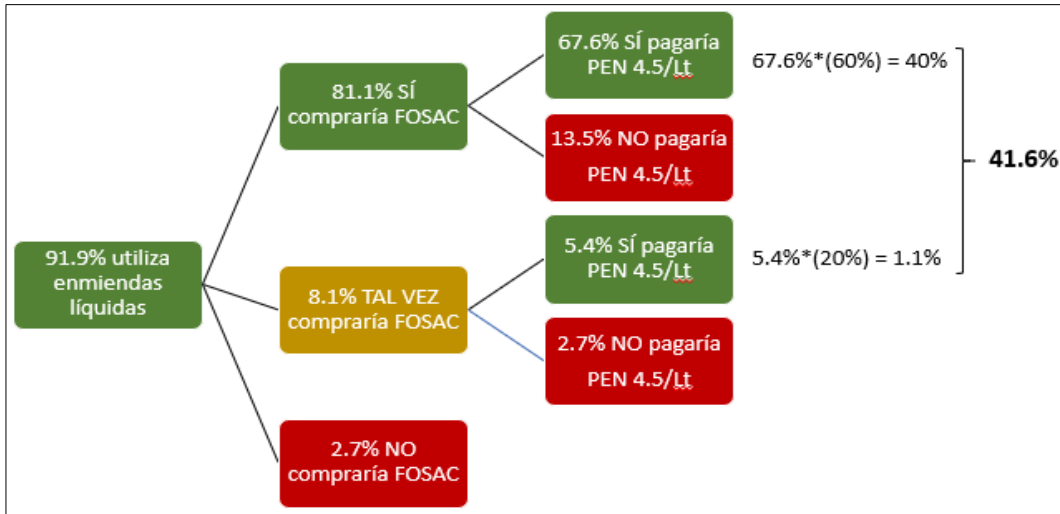 91.9% utiliza
enmiendas
líquidas
81.1% SÍ
compraría FOSAC
8.1% TAL VEZ
compraría FOSAC
2.7% NO
compraría FOSAC
67.6% SÍ pagaría
PEN 4.5/Lt
13.5% NO pagaría
PEN 4.5/Lt
5.4% SÍ pagaría
PEN 4.5/Lt
2.7% NO pagaría
PEN 4.5/Lt
67.6%*(60%) = 40%
5.4%*(20%) = 1.1%
41.6%